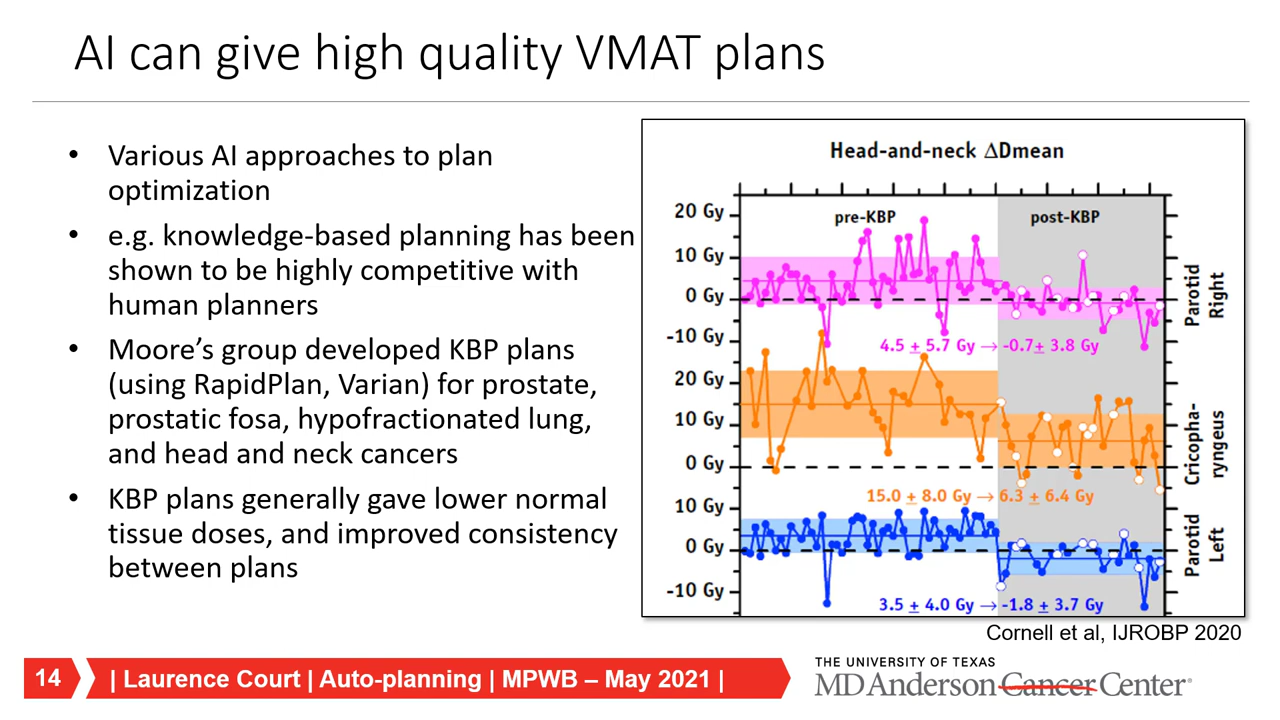 AI can give high quality VMAT plans
• Various AI approaches to plan
optimization
• e.g. knowledge-based planning has been
shown to be highly competitive with
human planners
• Moore’s group developed KBP plans
(using RapidPlan, Varian) for prostate,
prostatic fosa, hypofractionated lung,
and head and neck cancers
• KBP plans generally gave lower normal
tissue doses, and improved consistency
between plans
Head-and-neck ΔDmean
pre-KBP
post-KBP
20 Gy
10 Gy
0 Gy
-10 Gy
4.5 ± 5.7 Gy → -0.7± 3.8 Gy
Parotid
Right
20 Gy
10 Gy
0 Gy
15.0 ± 8.0 Gy → 6.3 ± 6.4 Gy
Cricopha-
ryngeus
10 Gy
0 Gy
-10 Gy
3.5 ± 4.0 Gy → -1.8 ± 3.7 Gy
Parotid
Left
Cornell et al, IJROBP 2020
14
| Laurence Court | Auto-planning | MPWB – May 2021 |
THE UNIVERSITY OF TEXAS
MDAnderson Cancer Center®